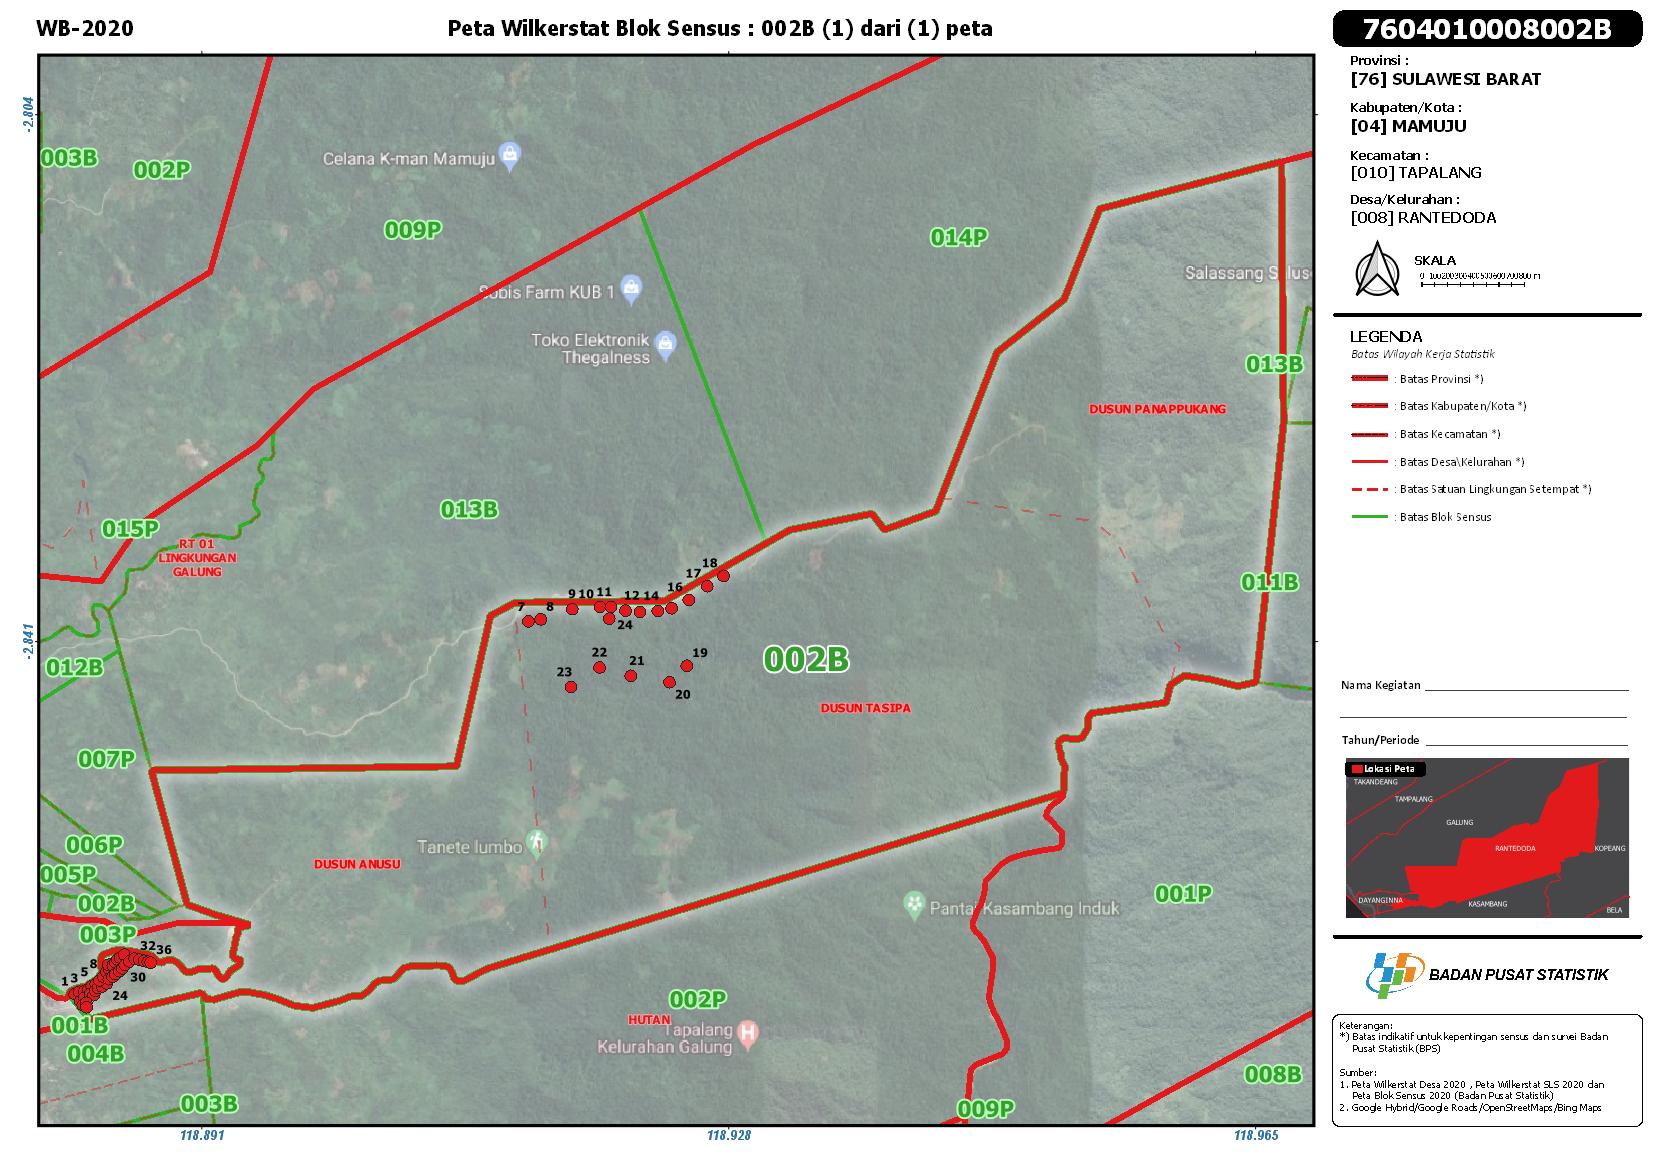 WB-2020
Peta Wilkerstat Blok Sensus : 002B (1) dari (1) peta
7604010008002B
Provinsi :
[76] SULAWESI BARAT
Kabupaten/Kota :
[04] MAMUJU
Kecamatan :
[010] TAPALANG
Desa/Kelurahan :
[008] RANTEDODA
SKALA
0 100200300400500600700800 m
LEGENDA
Batas Wilayah Kerja Statistik
: Batas Provinsi *)
: Batas Kabupaten/Kota *)
: Batas Kecamatan *)
: Batas Desa\Kelurahan *)
: Batas Satuan Lingkungan Setempat *)
: Batas Blok Sensus
Nama Kegiatan
Tahun/Periode
Lokasi Peta
TAKANDEANG
TAMPALANG
GALUNG
RANTEDODA
KOPEANG
DAYANGINNA
KASAMBANG
BELA
BADAN PUSAT STATISTIK
Keterangan:
*) Batas indikatif untuk kepentingan sensus dan survei Badan
Pusat Statistik (BPS)
Sumber:
1. Peta Wilkerstat Desa 2020 , Peta Wilkerstat SLS 2020 dan
Peta Blok Sensus 2020 (Badan Pusat Statistik)
2. Google Hybrid/Google Roads/OpenStreetMaps/Bing Maps
-2.804
-2.841
118.891
118.928
118.965
003B
002P
Celana K-man Mamuju
009P
014P
Sobis Farm KUB 1
Salassang
Toko Elektronik
Thegalness
013B
DUSUN PANAPPUKANG
013B
015P
RT 01
LINGKUNGAN
GALUNG
011B
18
17
16
9 10 11
12 14
7
8
24
22
21
19
23
20
002B
DUSUN TASIPA
012B
007P
006P
005P
002B
003P
Tanete lumbo
DUSUN ANUSU
Pantai Kasambang Induk
001P
32 36
1 3 5 8
30
24
001B
004B
002P
HUTAN
Tapalang
Kelurahan Galung
003B
009P
008B